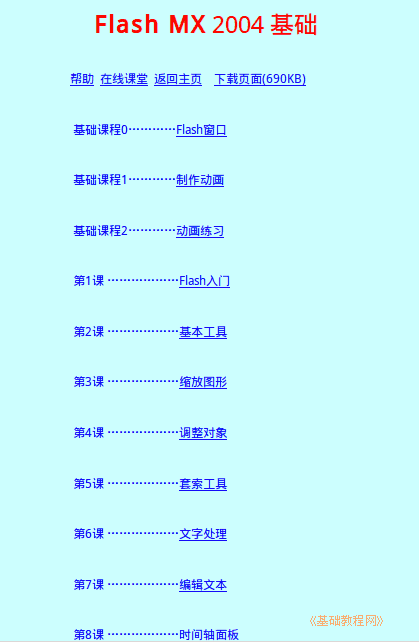 Flash MX 2004 基础
帮助 在线课堂 返回主页 下载页面(690KB)
基础课程0…………Flash窗口
基础课程1…………制作动画
基础课程2…………动画练习
第1课 ………………Flash入门
第2课 ………………基本工具
第3课 ………………缩放图形
第4课 ………………调整对象
第5课 ………………套索工具
第6课 ………………文字处理
第7课 ………………编辑文本
《基础教程网》
第8课 ………………时间轴面板